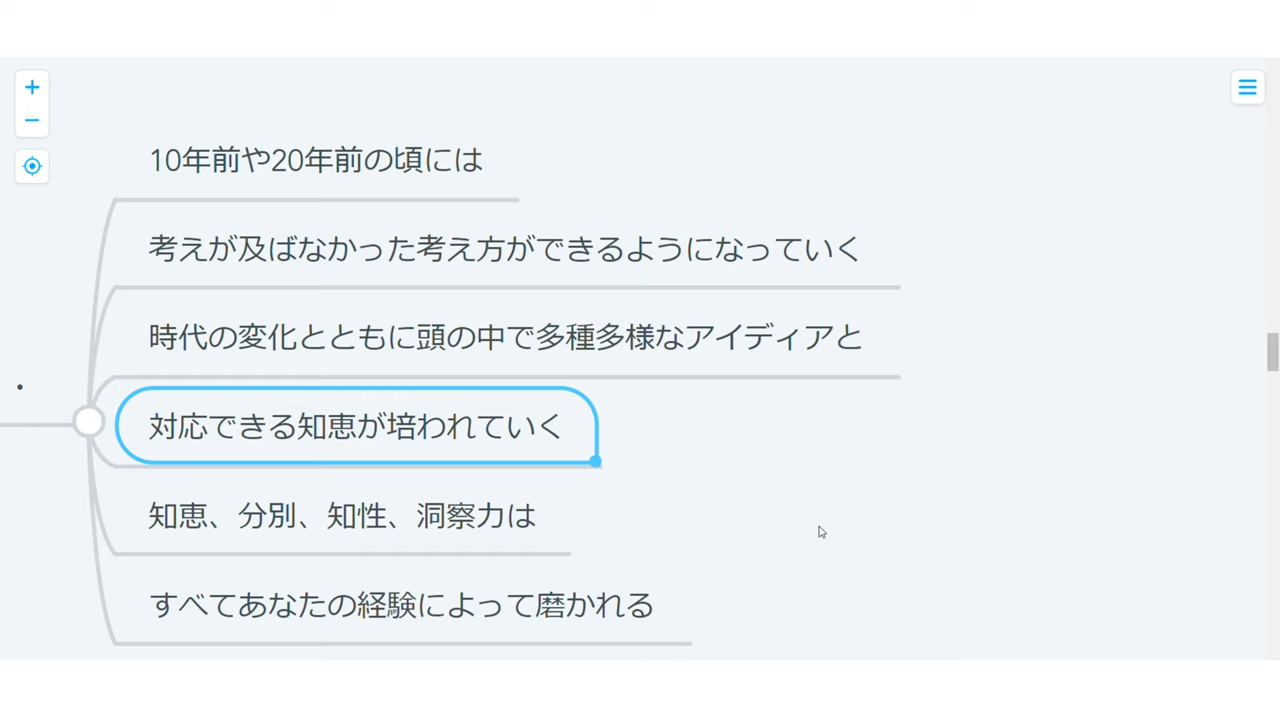 10年前や20年前の頃には
考えが及ばなかった考え方ができるようになっていく
時代の変化とともに頭の中で多種多様なアイディアと
対応できる知恵が培われていく
知恵、分別、知性、洞察力は
すべてあなたの経験によって磨かれる